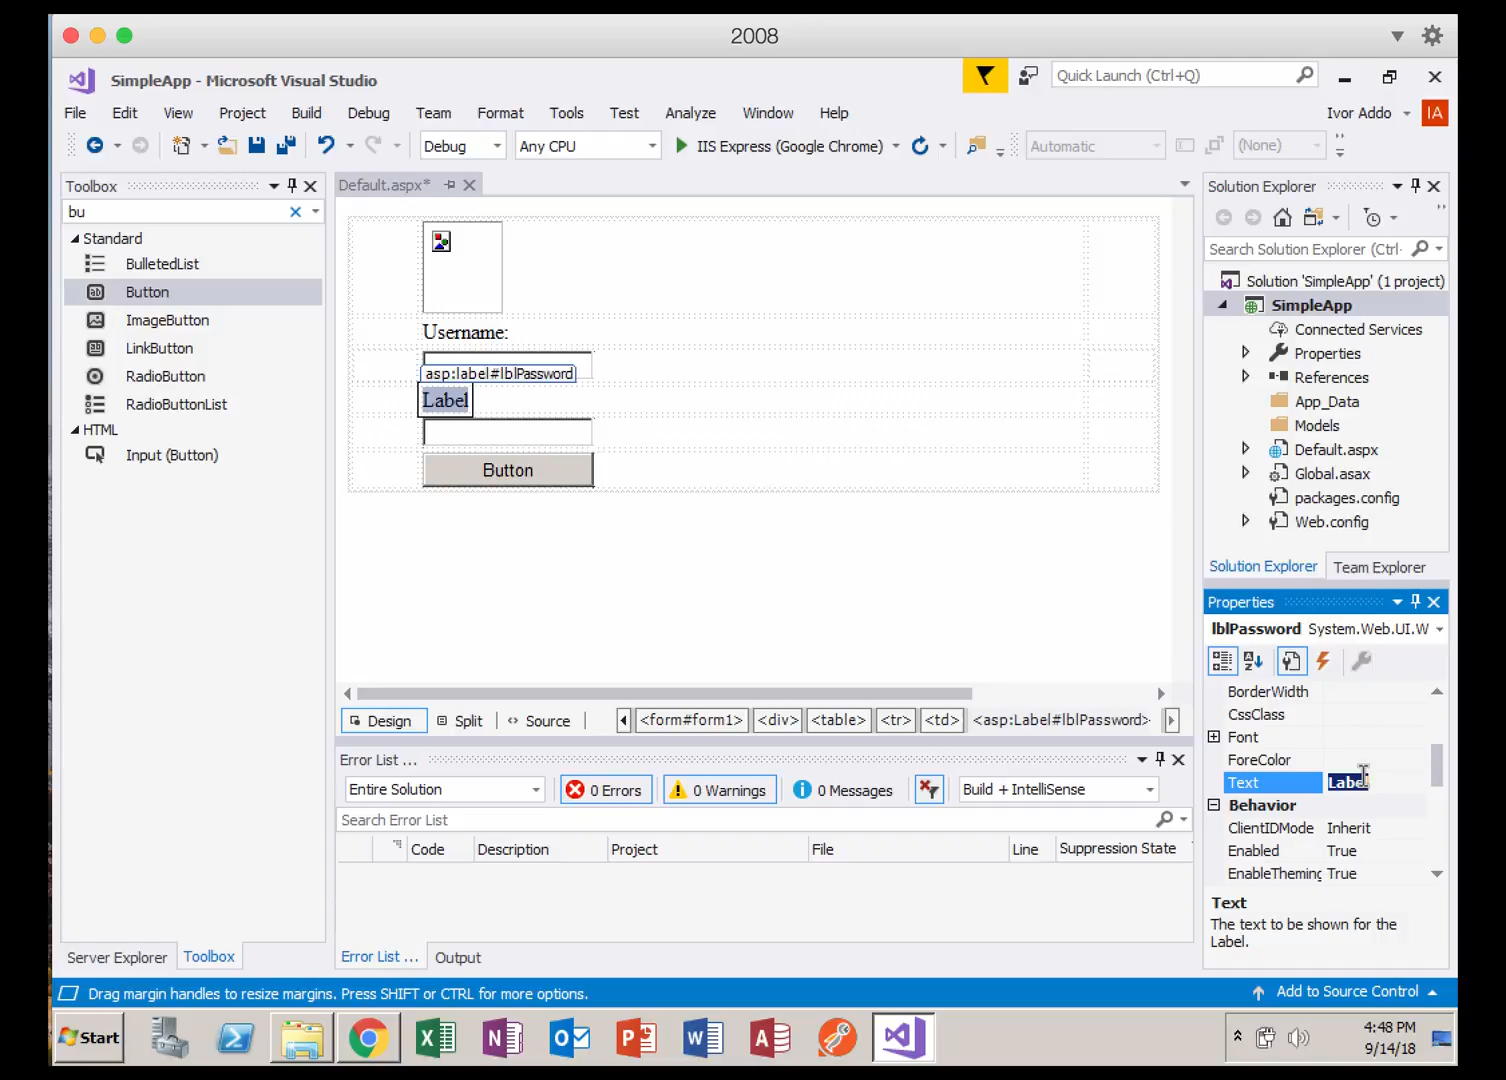 2008
SimpleApp - Microsoft Visual Studio
Quick Launch (Ctrl+Q)
File Edit View Project Build Debug Team Format Tools Test Analyze Window Help
Ivor Addo IA
Debug Any CPU IIS Express (Google Chrome) Automatic (None)
Toolbox
bu
Standard
BulletedList
Button
ImageButton
LinkButton
RadioButton
RadioButtonList
HTML
Input (Button)
Server Explorer Toolbox
Default.aspx*
Username:
asp:label#lblPassword
Label
Button
Design Split Source <form#form1> <div> <table> <tr> <td> <asp:Label#lblPassword>
Error List ...
Entire Solution 0 Errors 0 Warnings 0 Messages Build + IntelliSense
Search Error List
Code Description Project File Line Suppression State
Error List ... Output
Solution Explorer
Search Solution Explorer (Ctrl-
Solution 'SimpleApp' (1 project)
SimpleApp
Connected Services
Properties
References
App_Data
Models
Default.aspx
Global.asax
packages.config
Web.config
Solution Explorer Team Explorer
Properties
lblPassword System.Web.UI.W
BorderWidth
CssClass
Font
ForeColor
Text Label
Behavior
ClientIDMode Inherit
Enabled True
EnableTheming True
Text
The text to be shown for the
Label.
Drag margin handles to resize margins. Press SHIFT or CTRL for more options.
Add to Source Control
Start
4:48 PM
9/14/18